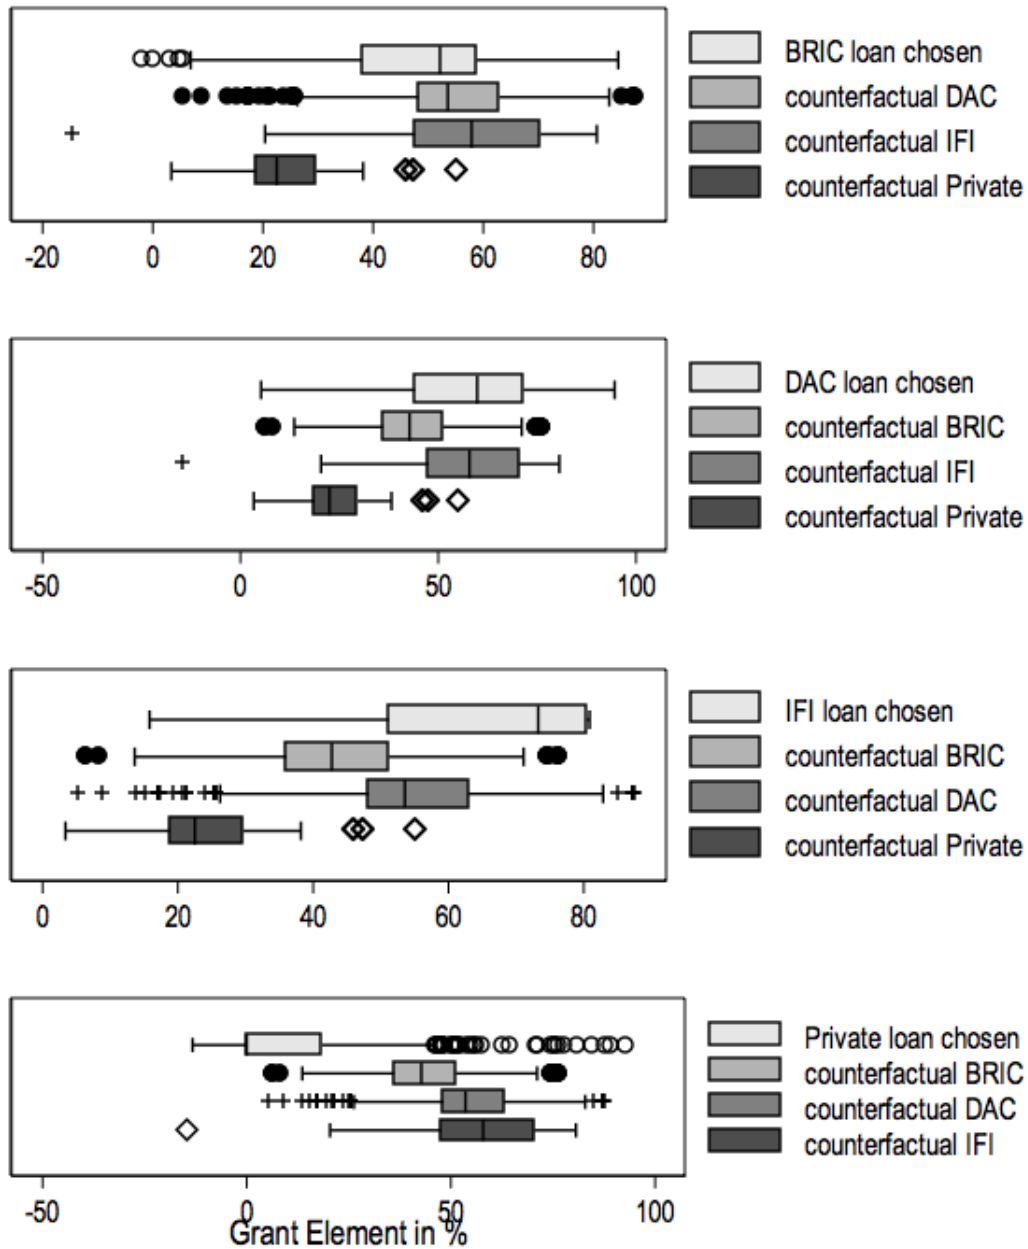 BRIC loan chosen
counterfactual DAC
counterfactual IFI
counterfactual Private
-20 0 20 40 60 80
DAC loan chosen
counterfactual BRIC
counterfactual IFI
counterfactual Private
-50 0 50 100
IFI loan chosen
counterfactual BRIC
counterfactual DAC
counterfactual Private
0 20 40 60 80
Private loan chosen
counterfactual BRIC
counterfactual DAC
counterfactual IFI
-50 0 50 100
Grant Element in %